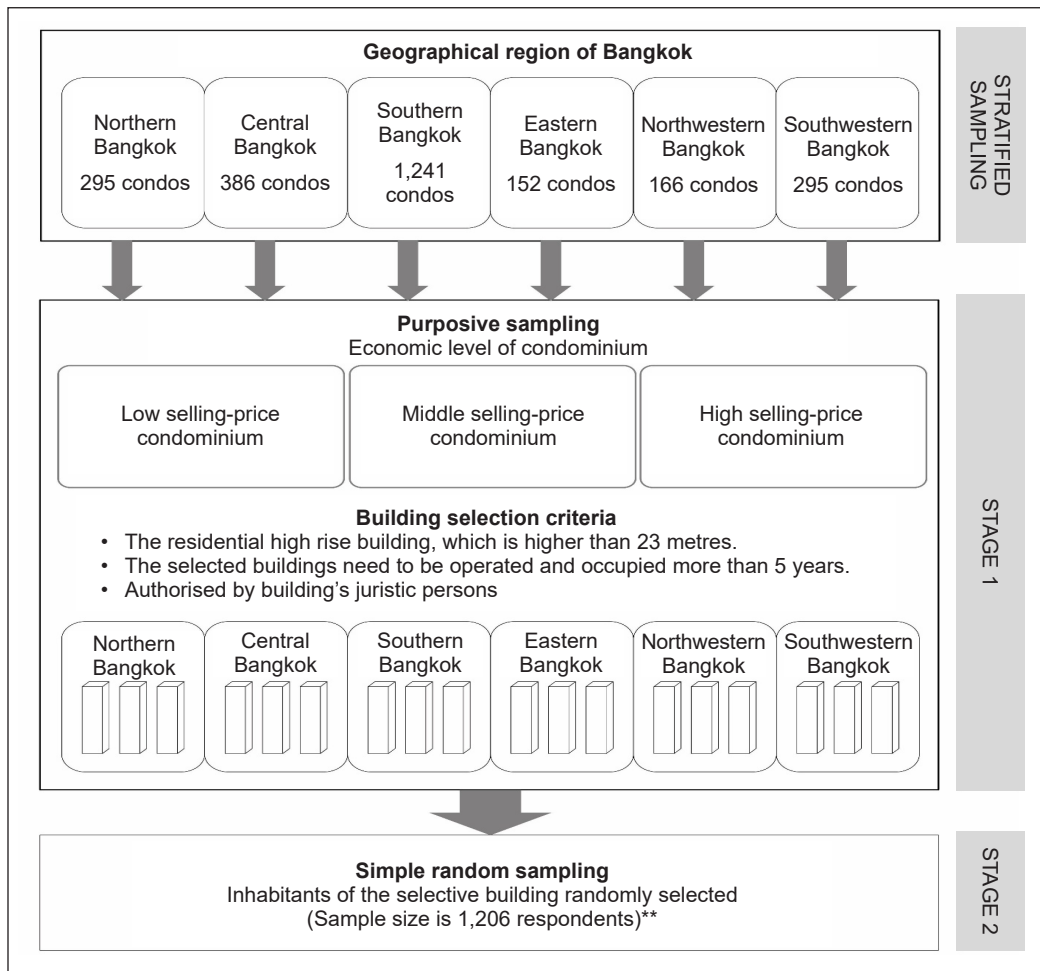 Geographical region of Bangkok
Northern
Bangkok
295 condos
Central
Bangkok
386 condos
Southern
Bangkok
1,241
condos
Eastern
Bangkok
152 condos
Northwestern
Bangkok
166 condos
Southwestern
Bangkok
295 condos
STRATIFIED
SAMPLING
Purposive sampling
Economic level of condominium
Low selling-price
condominium
Middle selling-price
condominium
High selling-price
condominium
Building selection criteria
• The residential high rise building, which is higher than 23 metres.
• The selected buildings need to be operated and occupied more than 5 years.
• Authorised by building's juristic persons
Northern
Bangkok
Central
Bangkok
Southern
Bangkok
Eastern
Bangkok
Northwestern
Bangkok
Southwestern
Bangkok
STAGE 1
Simple random sampling
Inhabitants of the selective building randomly selected
(Sample size is 1,206 respondents)**
STAGE 2